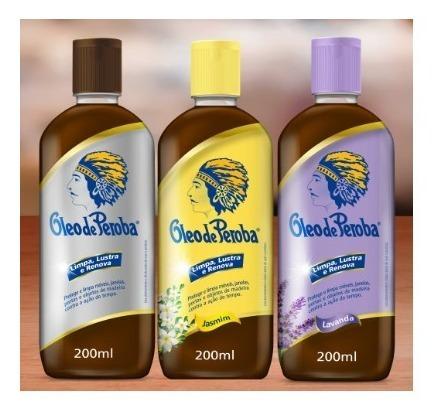 Óleo de Peroba
Limpa, Lustra
e Renova
Protege e limpa móveis, janelas,
portas e objetos de madeira
contra a ação do tempo.
200ml
Óleo de Peroba
Limpa, Lustra
e Renova
Protege e limpa móveis, janelas,
portas e objetos de madeira
contra a ação do tempo.
Jasmim
200ml
Óleo de Peroba
Limpa, Lustra
e Renova
Protege e limpa móveis, janelas,
portas e objetos de madeira
contra a ação do tempo.
Lavanda
200ml